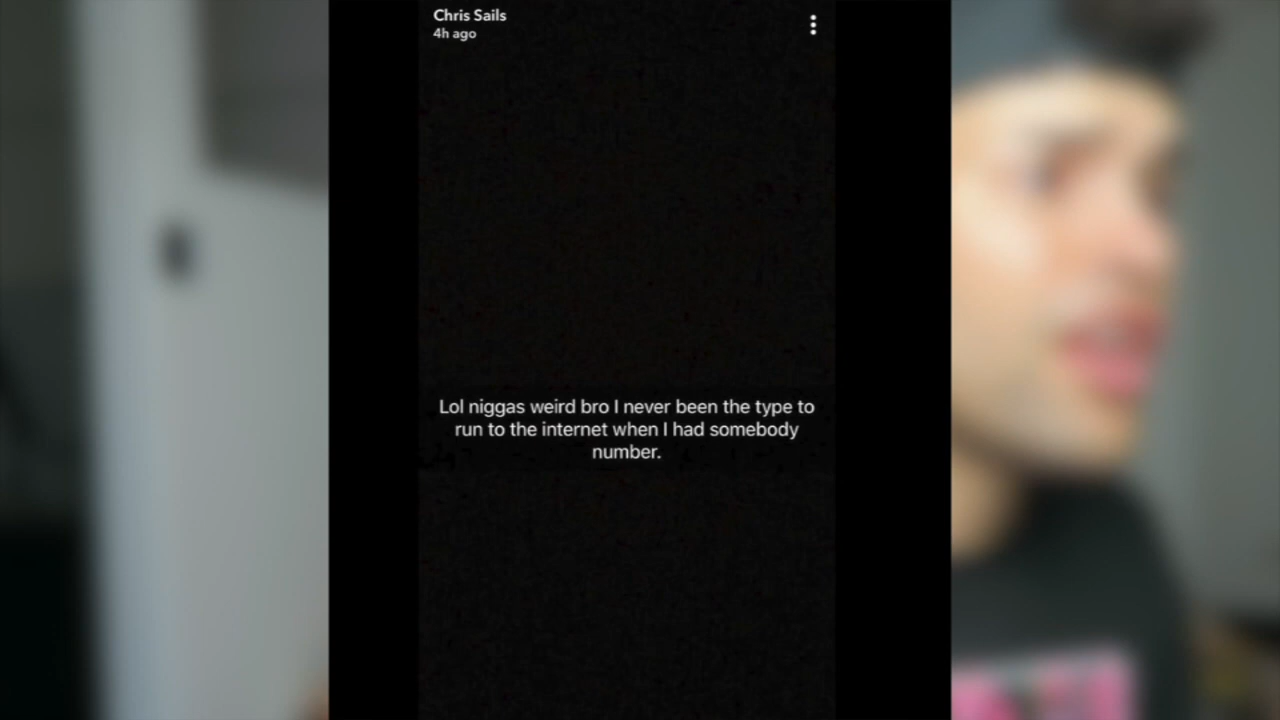 Chris Sails
4h ago
Lol niggas weird bro I never been the type to
run to the internet when I had somebody
number.